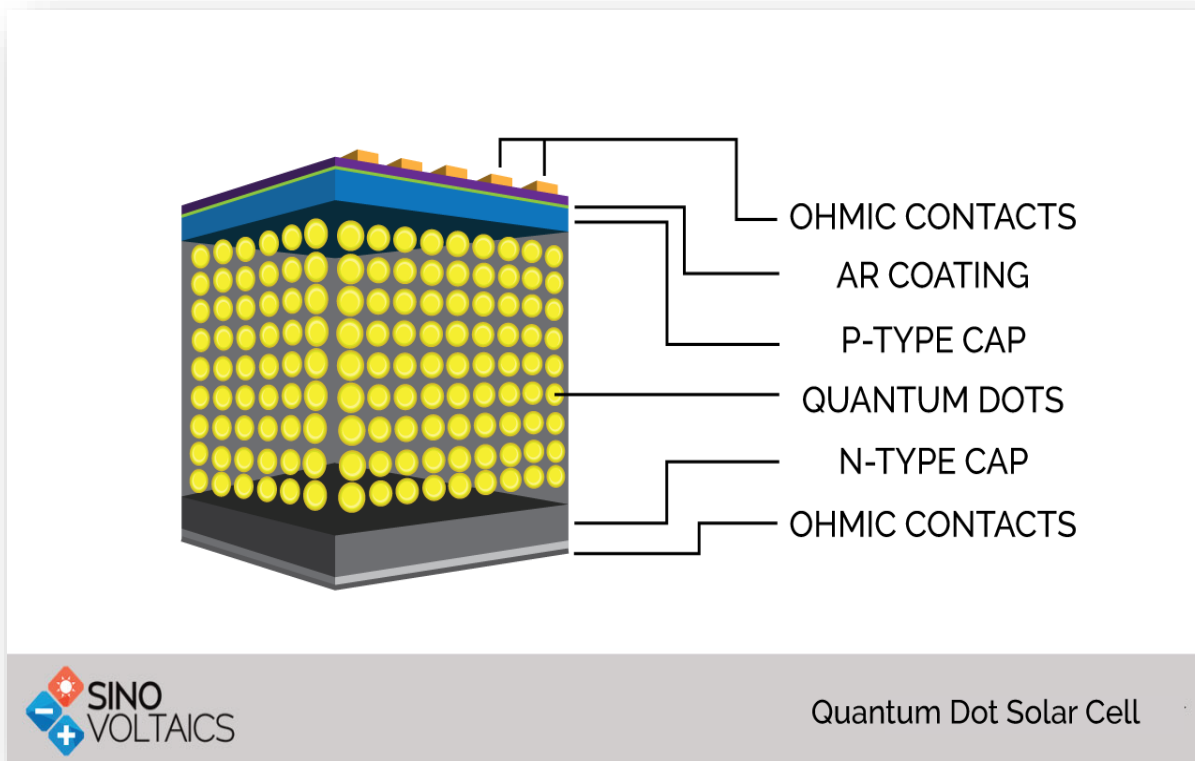 OHMIC CONTACTS
AR COATING
P-TYPE CAP
QUANTUM DOTS
N-TYPE CAP
OHMIC CONTACTS
SINO
VOLTAICS
Quantum Dot Solar Cell